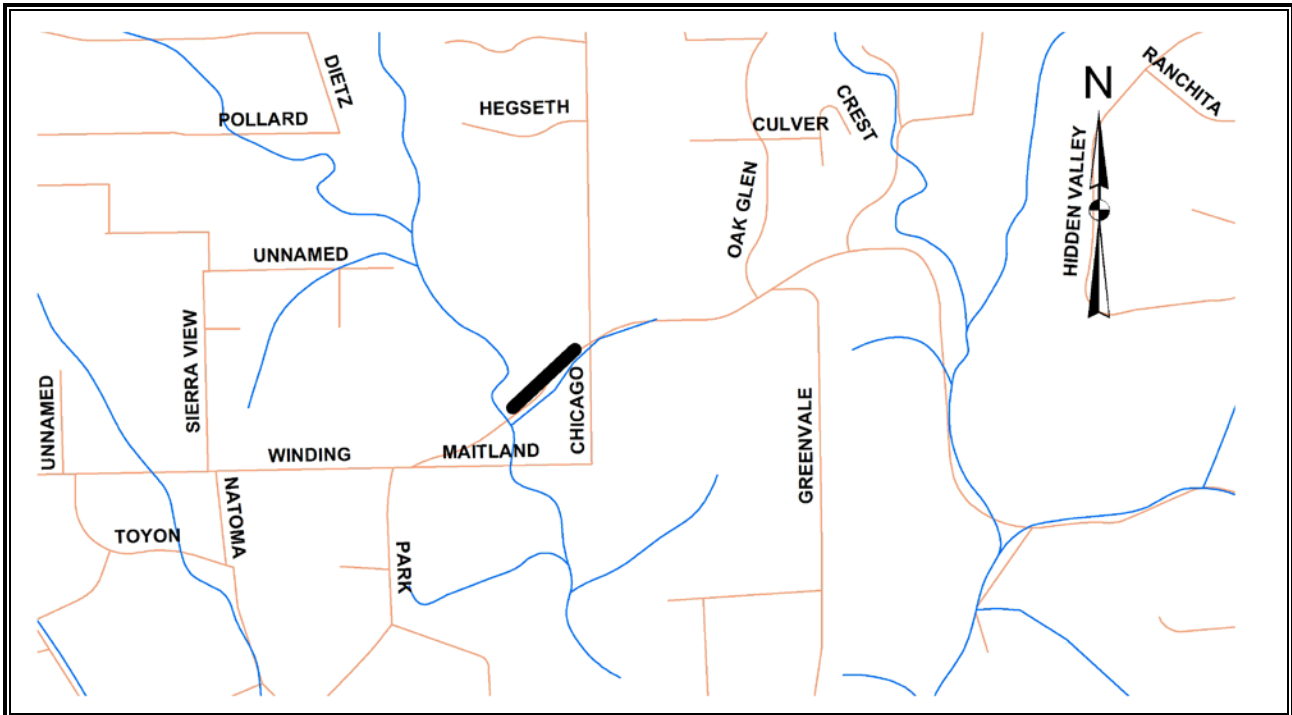 RANCHITA
DIETZ
N
HEGSETH
CREST
POLLARD
CULVER
HIDDEN VALLEY
OAK GLEN
UNNAMED
SIERRA VIEW
CHICAGO
UNNAMED
GREENVALE
WINDING
MAITLAND
NATOMA
TOYON
PARK